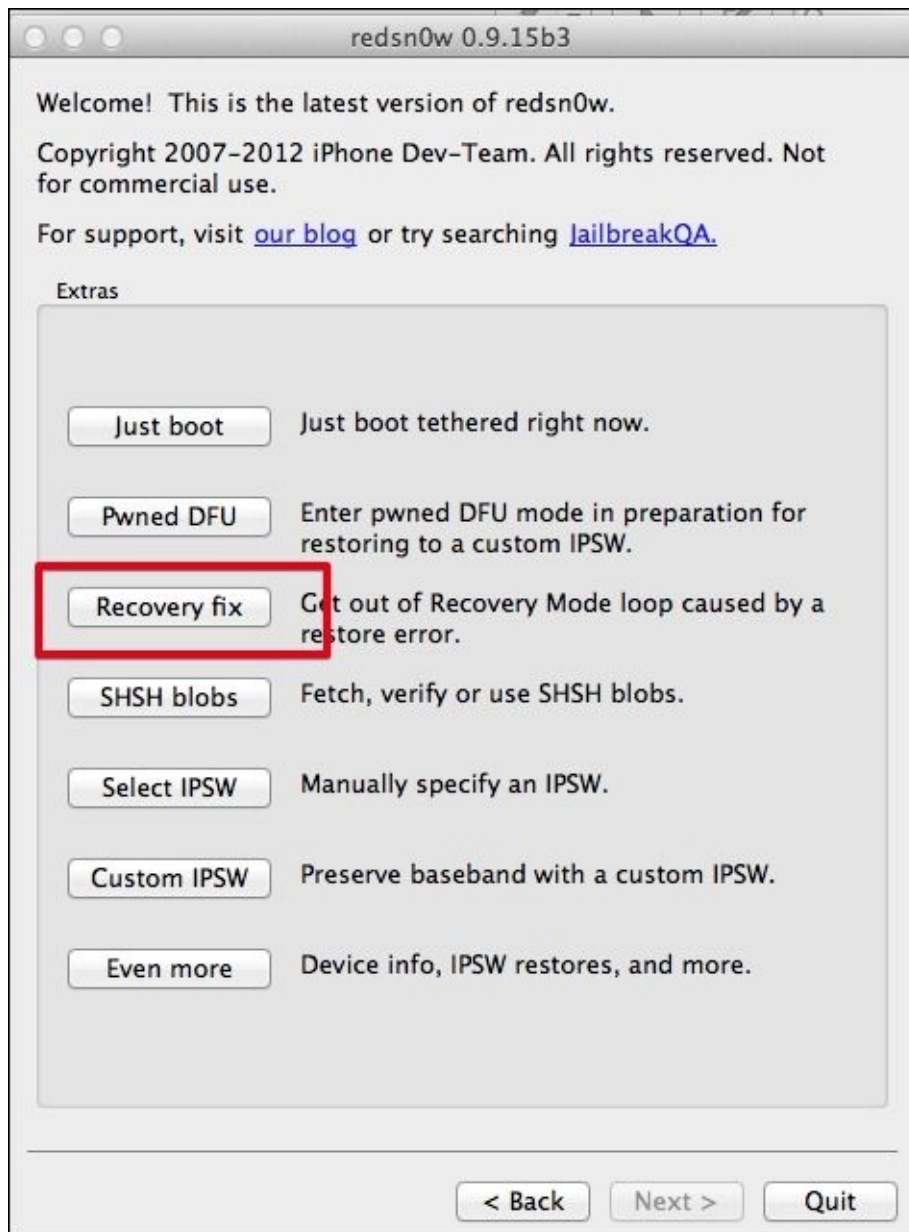 redsn0w 0.9.15b3
Welcome!  This is the latest version of redsn0w.
Copyright 2007-2012 iPhone Dev-Team. All rights reserved. Not
for commercial use.
For support, visit our blog or try searching JailbreakQA.
Extras
Just boot
Just boot tethered right now.
Pwned DFU
Enter pwned DFU mode in preparation for
restoring to a custom IPSW.
Recovery fix
Get out of Recovery Mode loop caused by a
restore error.
SHSH blobs
Fetch, verify or use SHSH blobs.
Select IPSW
Manually specify an IPSW.
Custom IPSW
Preserve baseband with a custom IPSW.
Even more
Device info, IPSW restores, and more.
< Back
Next >
Quit